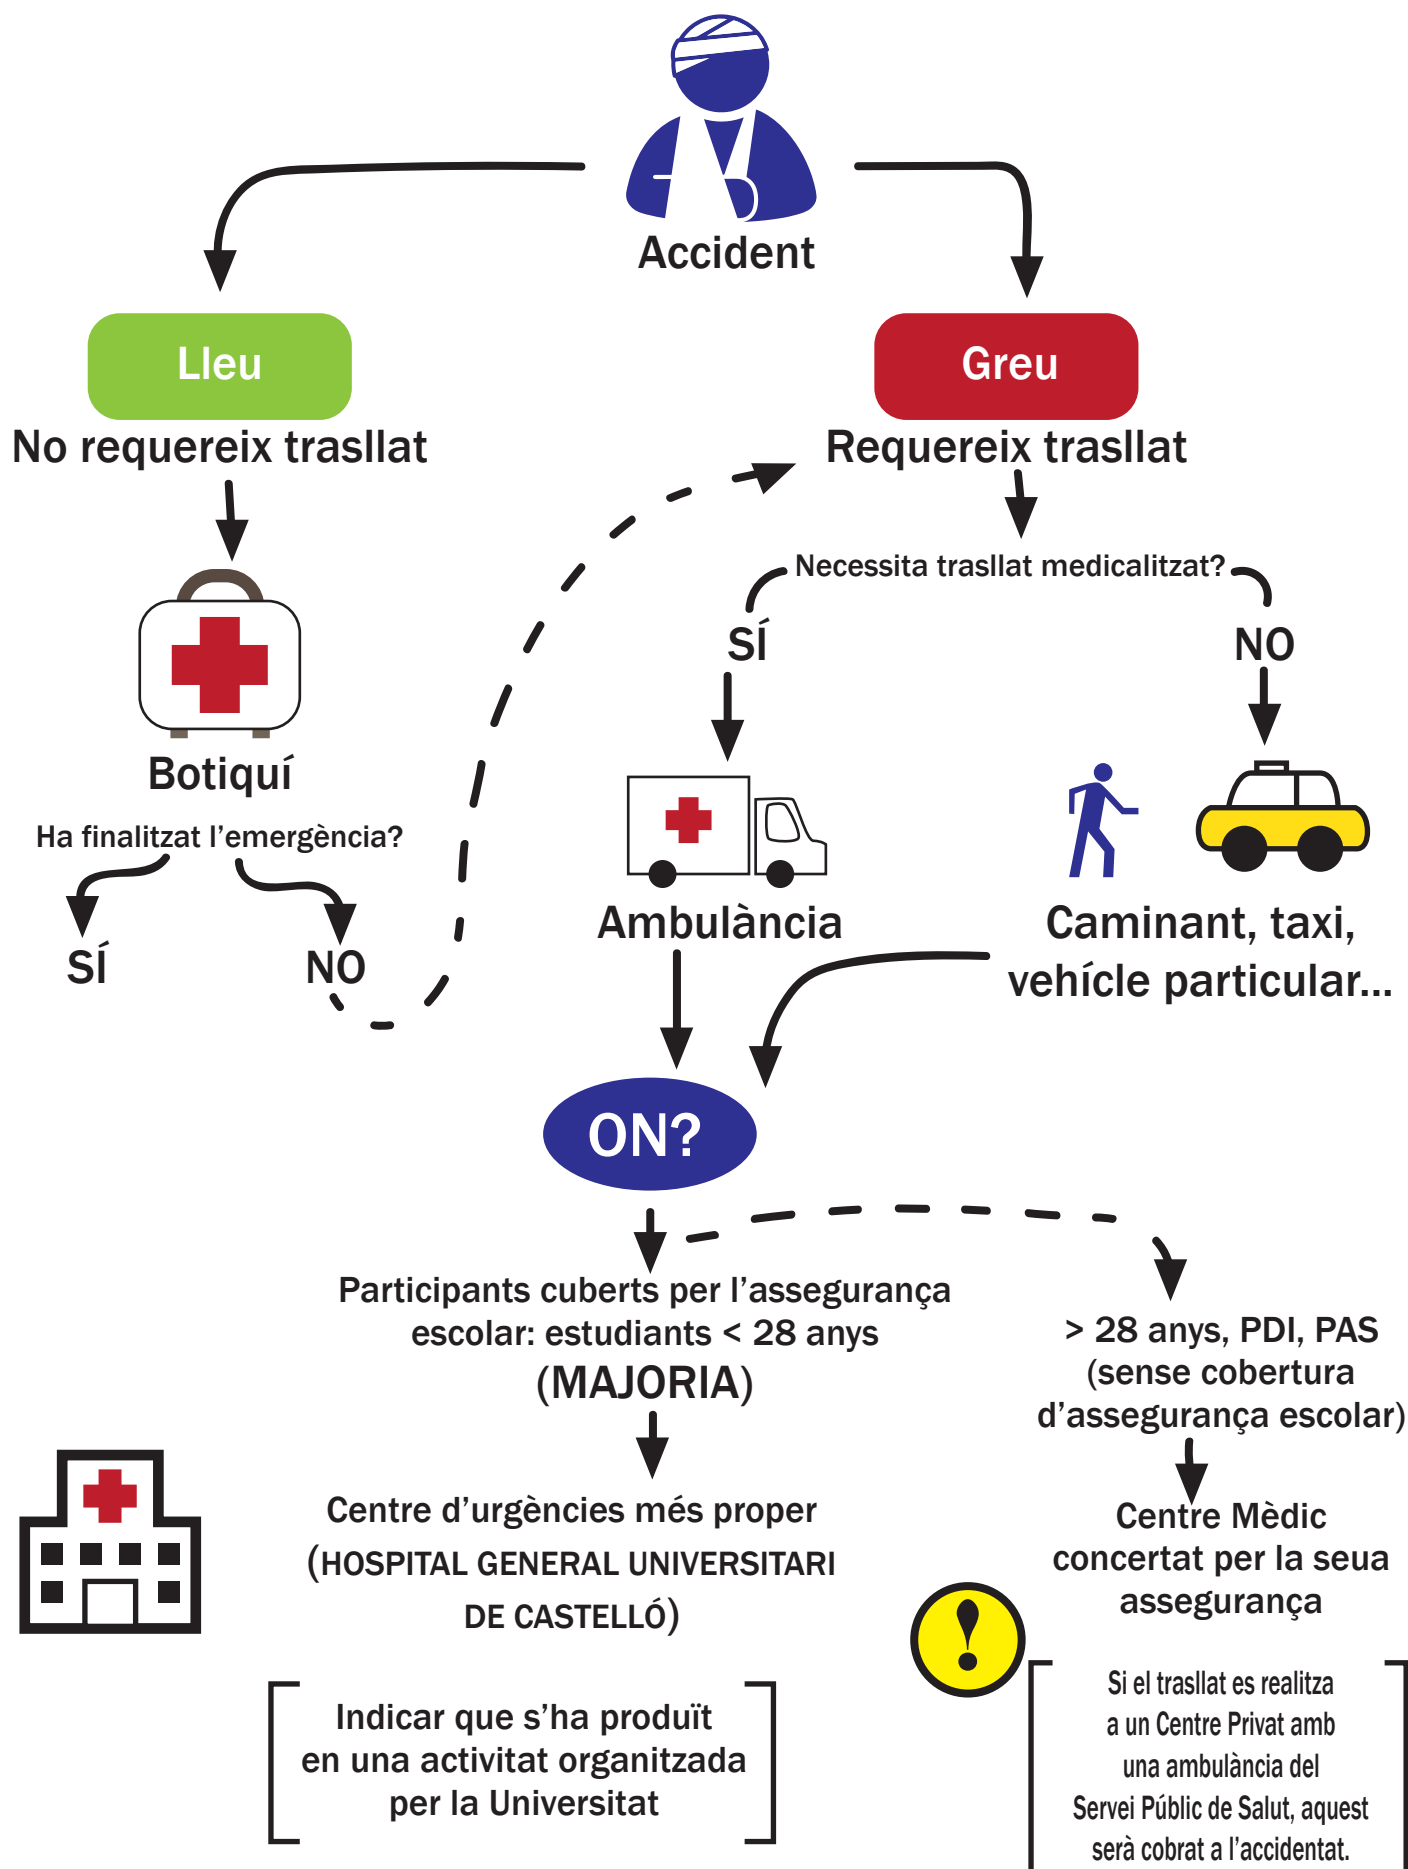 Accident
Lleu
No requereix trasllat
Greu
Requereix trasllat
Necessita trasllat medicalitzat?
SÍ
NO
Botiquí
Ha finalitzat l'emergència?
SÍ
NO
Ambulància
Caminant, taxi,
vehícle particular...
ON?
Participants cuberts per l'assegurança
escolar: estudiants < 28 anys
(MAJORIA)
> 28 anys, PDI, PAS
(sense cobertura
d'assegurança escolar)
Centre d'urgències més proper
(HOSPITAL GENERAL UNIVERSITARI
DE CASTELLÓ)
Centre Mèdic
concertat per la seua
assegurança
Indicar que s'ha produït
en una activitat organitzada
per la Universitat
!
Si el trasllat es realitza
a un Centre Privat amb
una ambulància del
Servei Públic de Salut, aquest
serà cobrat a l'accidentat.